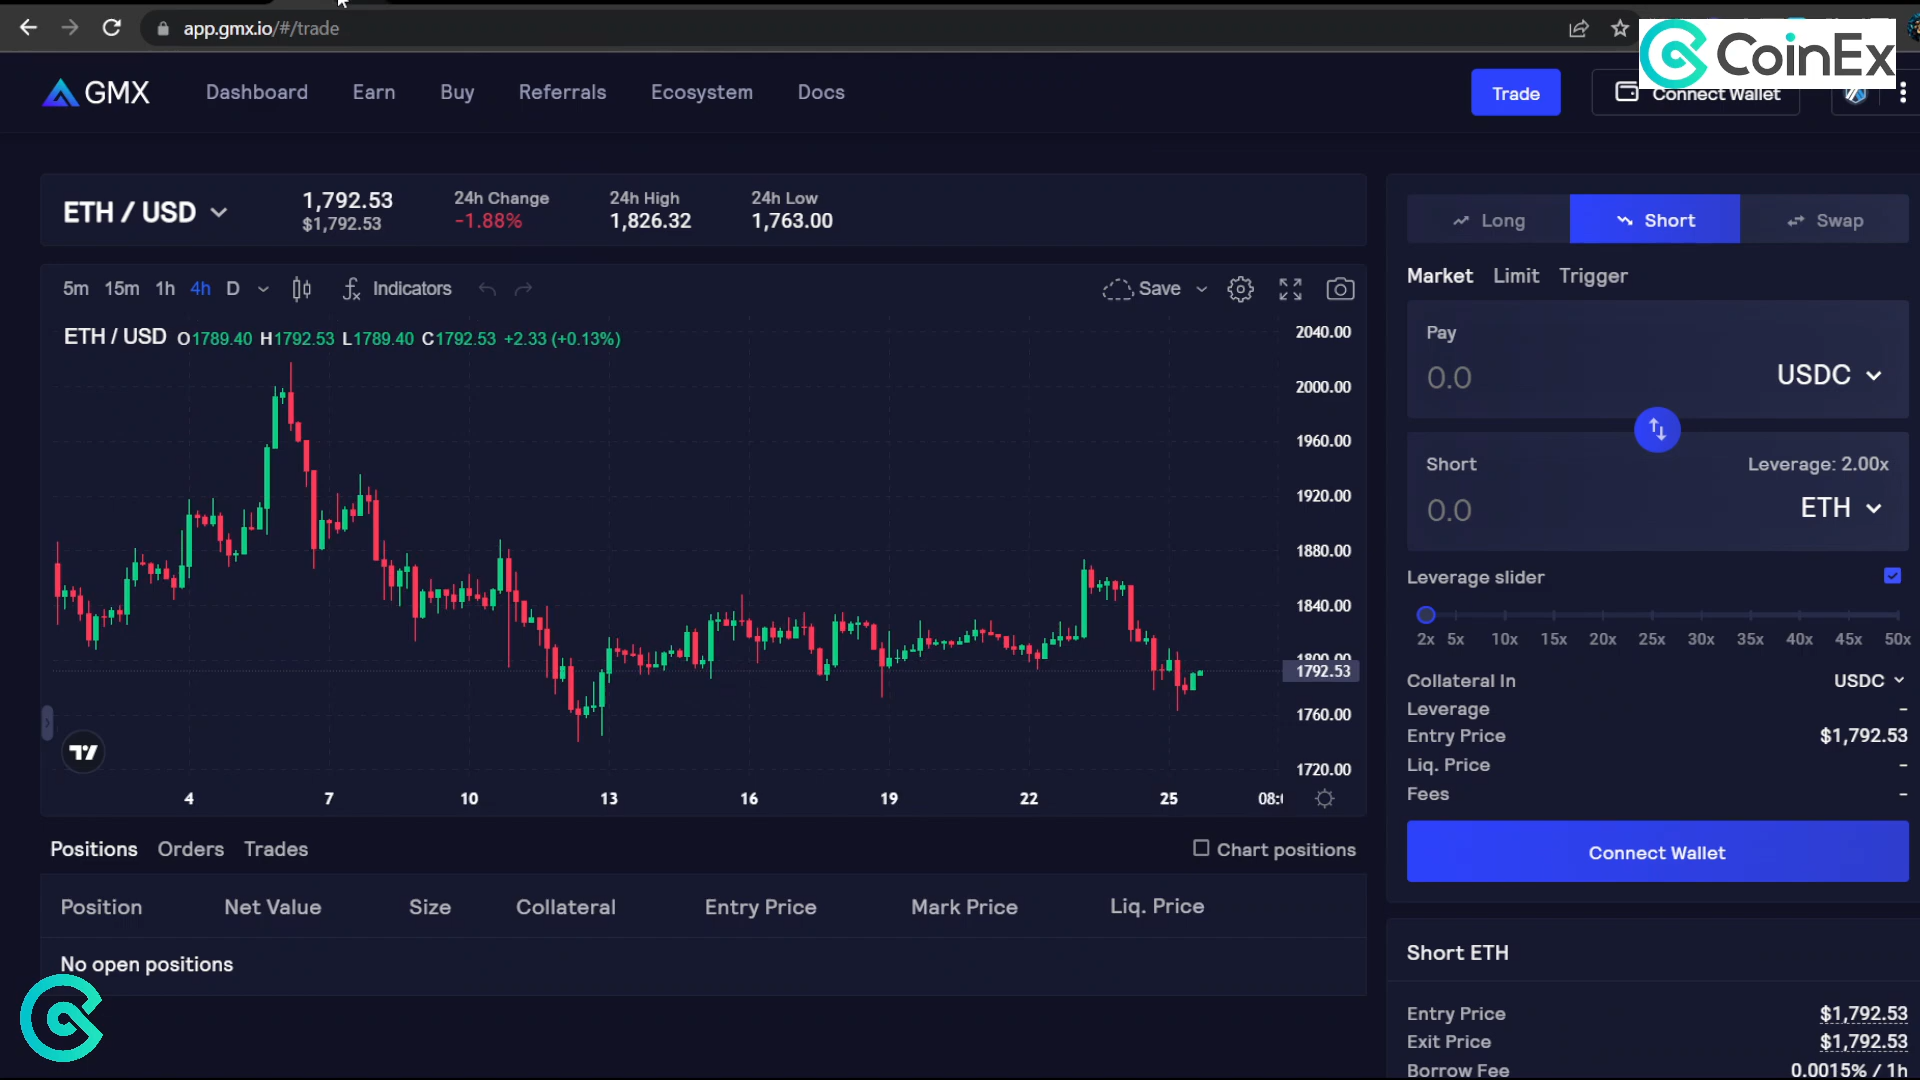 app.gmx.io/#/trade
CoinEx
GMX
Dashboard
Earn
Buy
Referrals
Ecosystem
Docs
Trade
Connect Wallet
ETH / USD
1,792.53
$1,792.53
24h Change
-1.88%
24h High
1,826.32
24h Low
1,763.00
Long
Short
Swap
5m 15m 1h 4h D
Indicators
Save
Market Limit Trigger
ETH / USD O1789.40 H1792.53 L1789.40 C1792.53 +2.33 (+0.13%)
2040.00
2000.00
1960.00
1920.00
1880.00
1840.00
1800.00
1792.53
1760.00
1720.00
4 7 10 13 16 19 22 25 08:0
Pay
0.0
USDC
Short
Leverage: 2.00x
0.0
ETH
Leverage slider
2x 5x 10x 15x 20x 25x 30x 35x 40x 45x 50x
Collateral In
USDC
Leverage
-
Entry Price
$1,792.53
Liq. Price
-
Fees
-
Connect Wallet
Positions Orders Trades
Chart positions
Position Net Value Size Collateral Entry Price Mark Price Liq. Price
No open positions
Short ETH
Entry Price
$1,792.53
Exit Price
$1,792.53
Borrow Fee
0.0015% / 1h